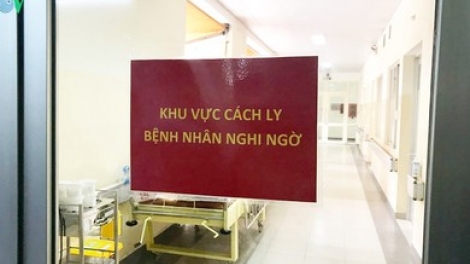 KHU VỰC CÁCH LY
BỆNH NHÂN NGHI NGỜ